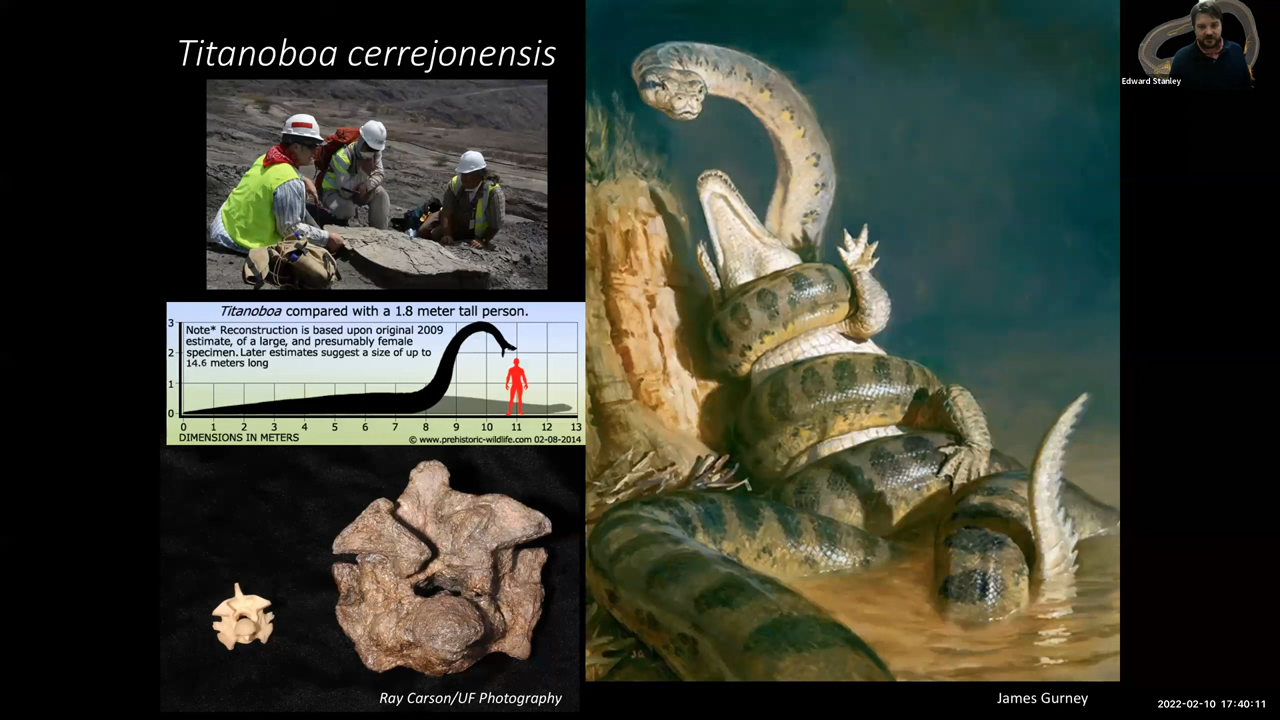 Titanoboa cerrejonensis
Titanoboa compared with a 1.8 meter tall person.
Note* Reconstruction is based upon original 2009
estimate, of a large, and presumably female
specimen. Later estimates suggest a size of up to
14.6 meters long
3
2
1
0
0 1 2 3 4 5 6 7 8 9 10 11 12 13
DIMENSIONS IN METERS
© www.prehistoric-wildlife.com 02-08-2014
Ray Carson/UF Photography
James Gurney
Edward Stanley
2022-02-10 17:40:11